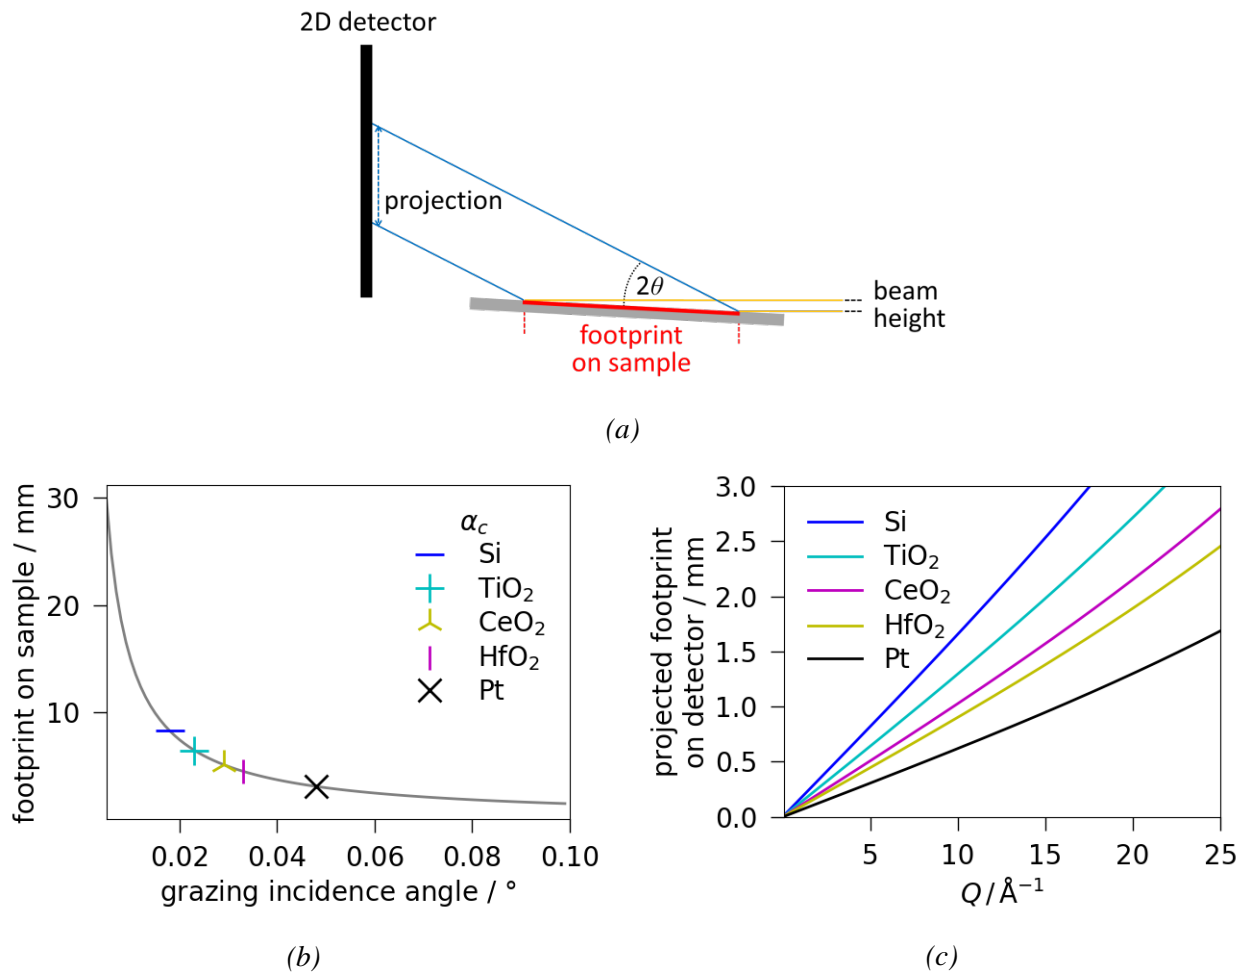 2D detector
projection
2θ
beam
height
footprint
on sample
(a)
footprint on sample / mm
30
20
10
α_c
Si
TiO₂
CeO₂
HfO₂
Pt
0.02 0.04 0.06 0.08 0.10
grazing incidence angle / °
(b)
projected footprint
on detector / mm
3.0
2.5
2.0
1.5
1.0
0.5
0.0
Si
TiO₂
CeO₂
HfO₂
Pt
5 10 15 20 25
Q / Å⁻¹
(c)